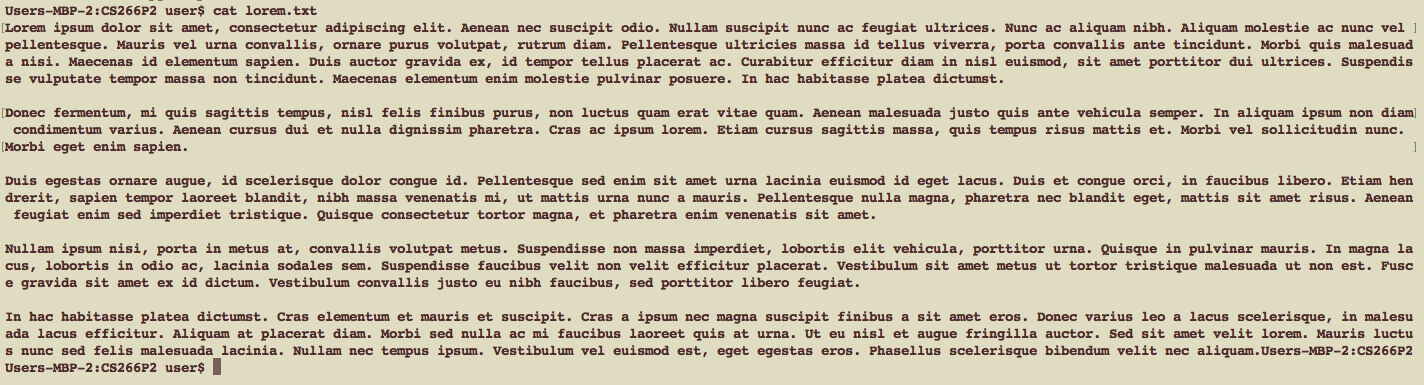 Users-MBP-2:CS266P2 user$ cat lorem.txt
[Lorem ipsum dolor sit amet, consectetur adipiscing elit. Aenean nec suscipit odio. Nullam suscipit nunc ac feugiat ultrices. Nunc ac aliquam nibh. Aliquam molestie ac nunc vel ]
pellentesque. Mauris vel urna convallis, ornare purus volutpat, rutrum diam. Pellentesque ultricies massa id tellus viverra, porta convallis ante tincidunt. Morbi quis malesuad
a nisi. Maecenas id elementum sapien. Duis auctor gravida ex, id tempor tellus placerat ac. Curabitur efficitur diam in nisl euismod, sit amet porttitor dui ultrices. Suspendis
se vulputate tempor massa non tincidunt. Maecenas elementum enim molestie pulvinar posuere. In hac habitasse platea dictumst.

[Donec fermentum, mi quis sagittis tempus, nisl felis finibus purus, non luctus quam erat vitae quam. Aenean malesuada justo quis ante vehicula semper. In aliquam ipsum non diam]
 condimentum varius. Aenean cursus dui et nulla dignissim pharetra. Cras ac ipsum lorem. Etiam cursus sagittis massa, quis tempus risus mattis et. Morbi vel sollicitudin nunc. 
[Morbi eget enim sapien. ]

Duis egestas ornare augue, id scelerisque dolor congue id. Pellentesque sed enim sit amet urna lacinia euismod id eget lacus. Duis et congue orci, in faucibus libero. Etiam hen
drerit, sapien tempor laoreet blandit, nibh massa venenatis mi, ut mattis urna nunc a mauris. Pellentesque nulla magna, pharetra nec blandit eget, mattis sit amet risus. Aenean
 feugiat enim sed imperdiet tristique. Quisque consectetur tortor magna, et pharetra enim venenatis sit amet.

Nullam ipsum nisi, porta in metus at, convallis volutpat metus. Suspendisse non massa imperdiet, lobortis elit vehicula, porttitor urna. Quisque in pulvinar mauris. In magna la
cus, lobortis in odio ac, lacinia sodales sem. Suspendisse faucibus velit non velit efficitur placerat. Vestibulum sit amet metus ut tortor tristique malesuada ut non est. Fusc
e gravida sit amet ex id dictum. Vestibulum convallis justo eu nibh faucibus, sed porttitor libero feugiat.

In hac habitasse platea dictumst. Cras elementum et mauris et suscipit. Cras a ipsum nec magna suscipit finibus a sit amet eros. Donec varius leo a lacus scelerisque, in malesu
ada lacus efficitur. Aliquam at placerat diam. Morbi sed nulla ac mi faucibus laoreet quis at urna. Ut eu nisl et augue fringilla auctor. Sed sit amet velit lorem. Mauris luctu
s nunc sed felis malesuada lacinia. Nullam nec tempus ipsum. Vestibulum vel euismod est, eget egestas eros. Phasellus scelerisque bibendum velit nec aliquam.Users-MBP-2:CS266P2
Users-MBP-2:CS266P2 user$